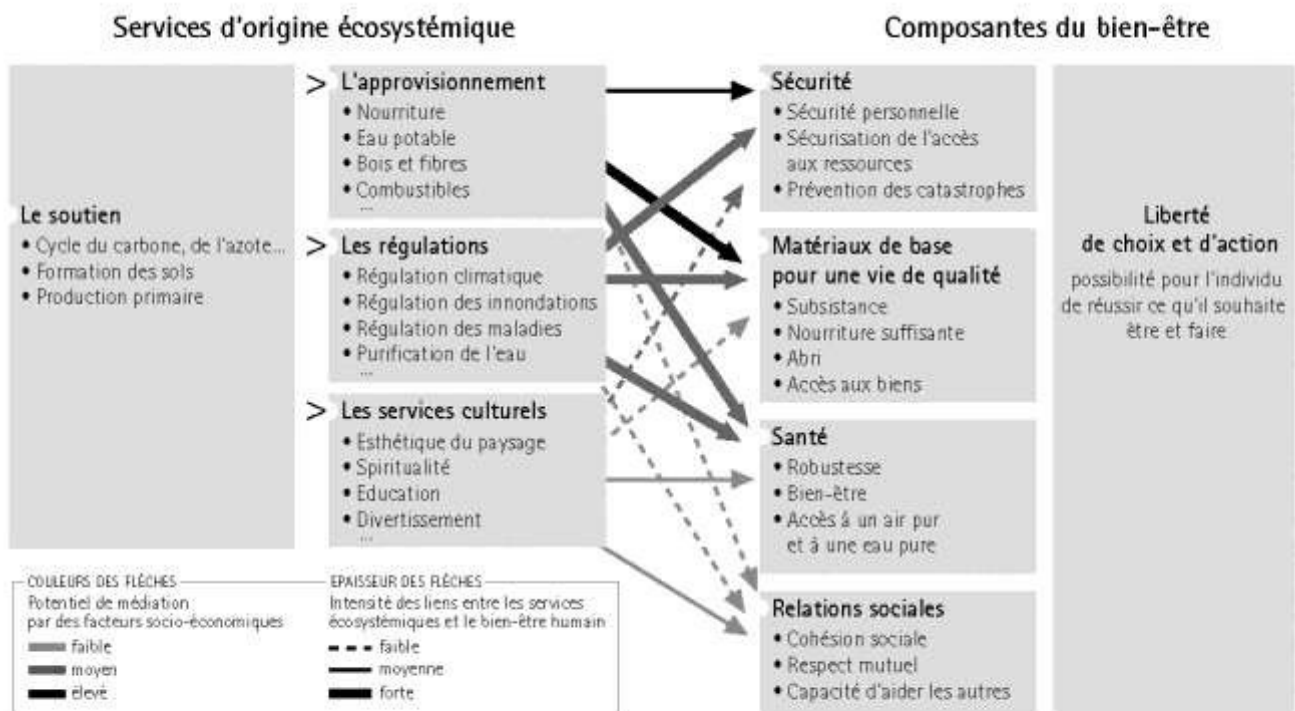 Services d'origine écosystémique
Composantes du bien-être
Le soutien
• Cycle du carbone, de l'azote...
• Formation des sols
• Production primaire
> L'approvisionnement
• Nourriture
• Eau potable
• Bois et fibres
• Combustibles
...
> Les régulations
• Régulation climatique
• Régulation des innondations
• Régulation des maladies
• Purification de l'eau
...
> Les services culturels
• Esthétique du paysage
• Spiritualité
• Education
• Divertissement
...
Sécurité
• Sécurité personnelle
• Sécurisation de l'accès
aux ressources
• Prévention des catastrophes
Matériaux de base
pour une vie de qualité
• Subsistance
• Nourriture suffisante
• Abri
• Accès aux biens
Santé
• Robustesse
• Bien-être
• Accès à un air pur
et à une eau pure
Relations sociales
• Cohésion sociale
• Respect mutuel
• Capacité d'aider les autres
Liberté
de choix et d'action
possibilité pour l'individu
de réussir ce qu'il souhaite
être et faire
COULEURS DES FLÈCHES
Potentiel de médiation
par des facteurs socio-économiques
faible
moyen
élevé
EPAISSEUR DES FLÈCHES
Intensité des liens entre les services
écosystémiques et le bien-être humain
faible
moyenne
forte